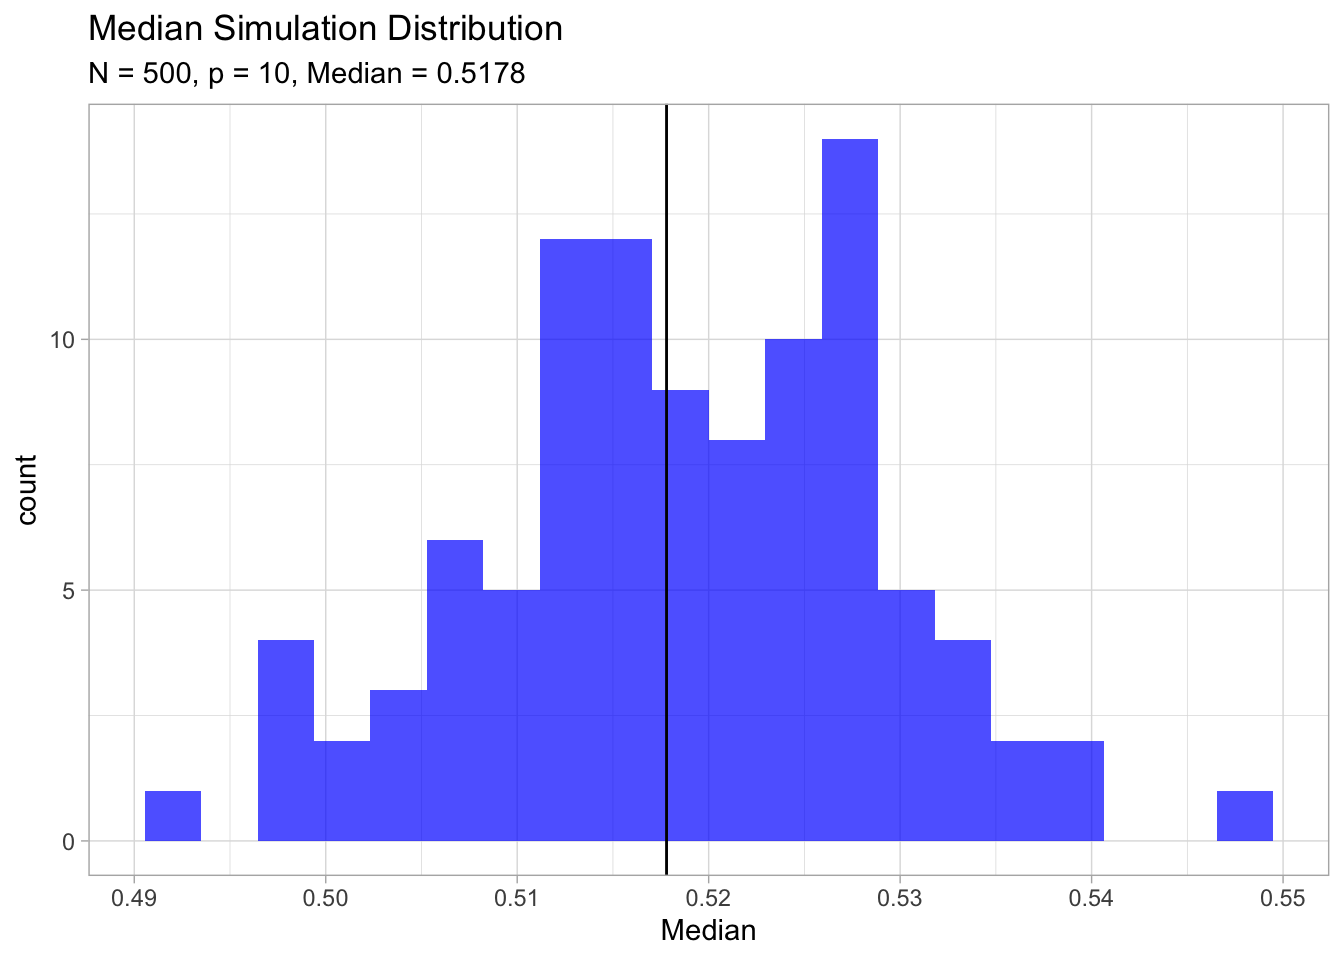 Median Simulation Distribution
N = 500, p = 10, Median = 0.5178
count
10
5
0
0.49 0.50 0.51 0.52 0.53 0.54 0.55
Median